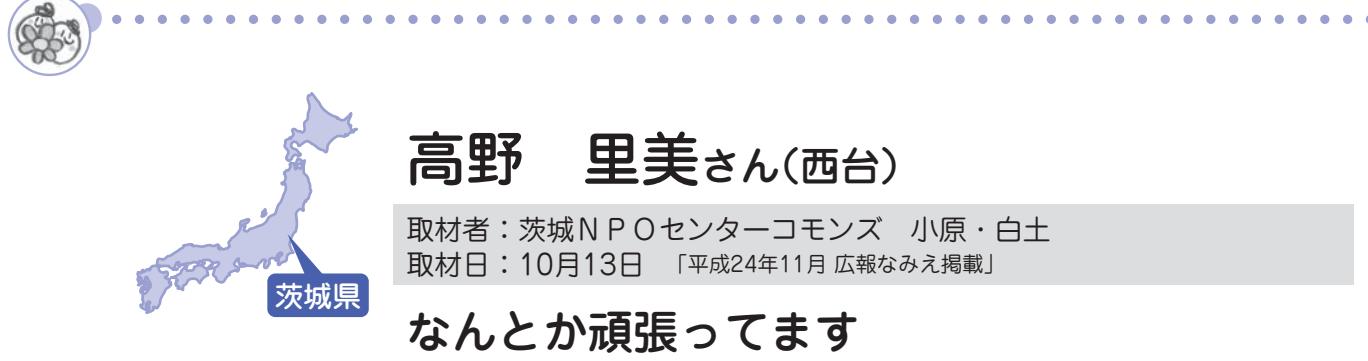 高野　里美さん（西台）
取材者：茨城ＮＰＯセンターコモンズ　小原・白土
取材日：10月13日　「平成24年11月 広報なみえ掲載」
茨城県
なんとか頑張ってます